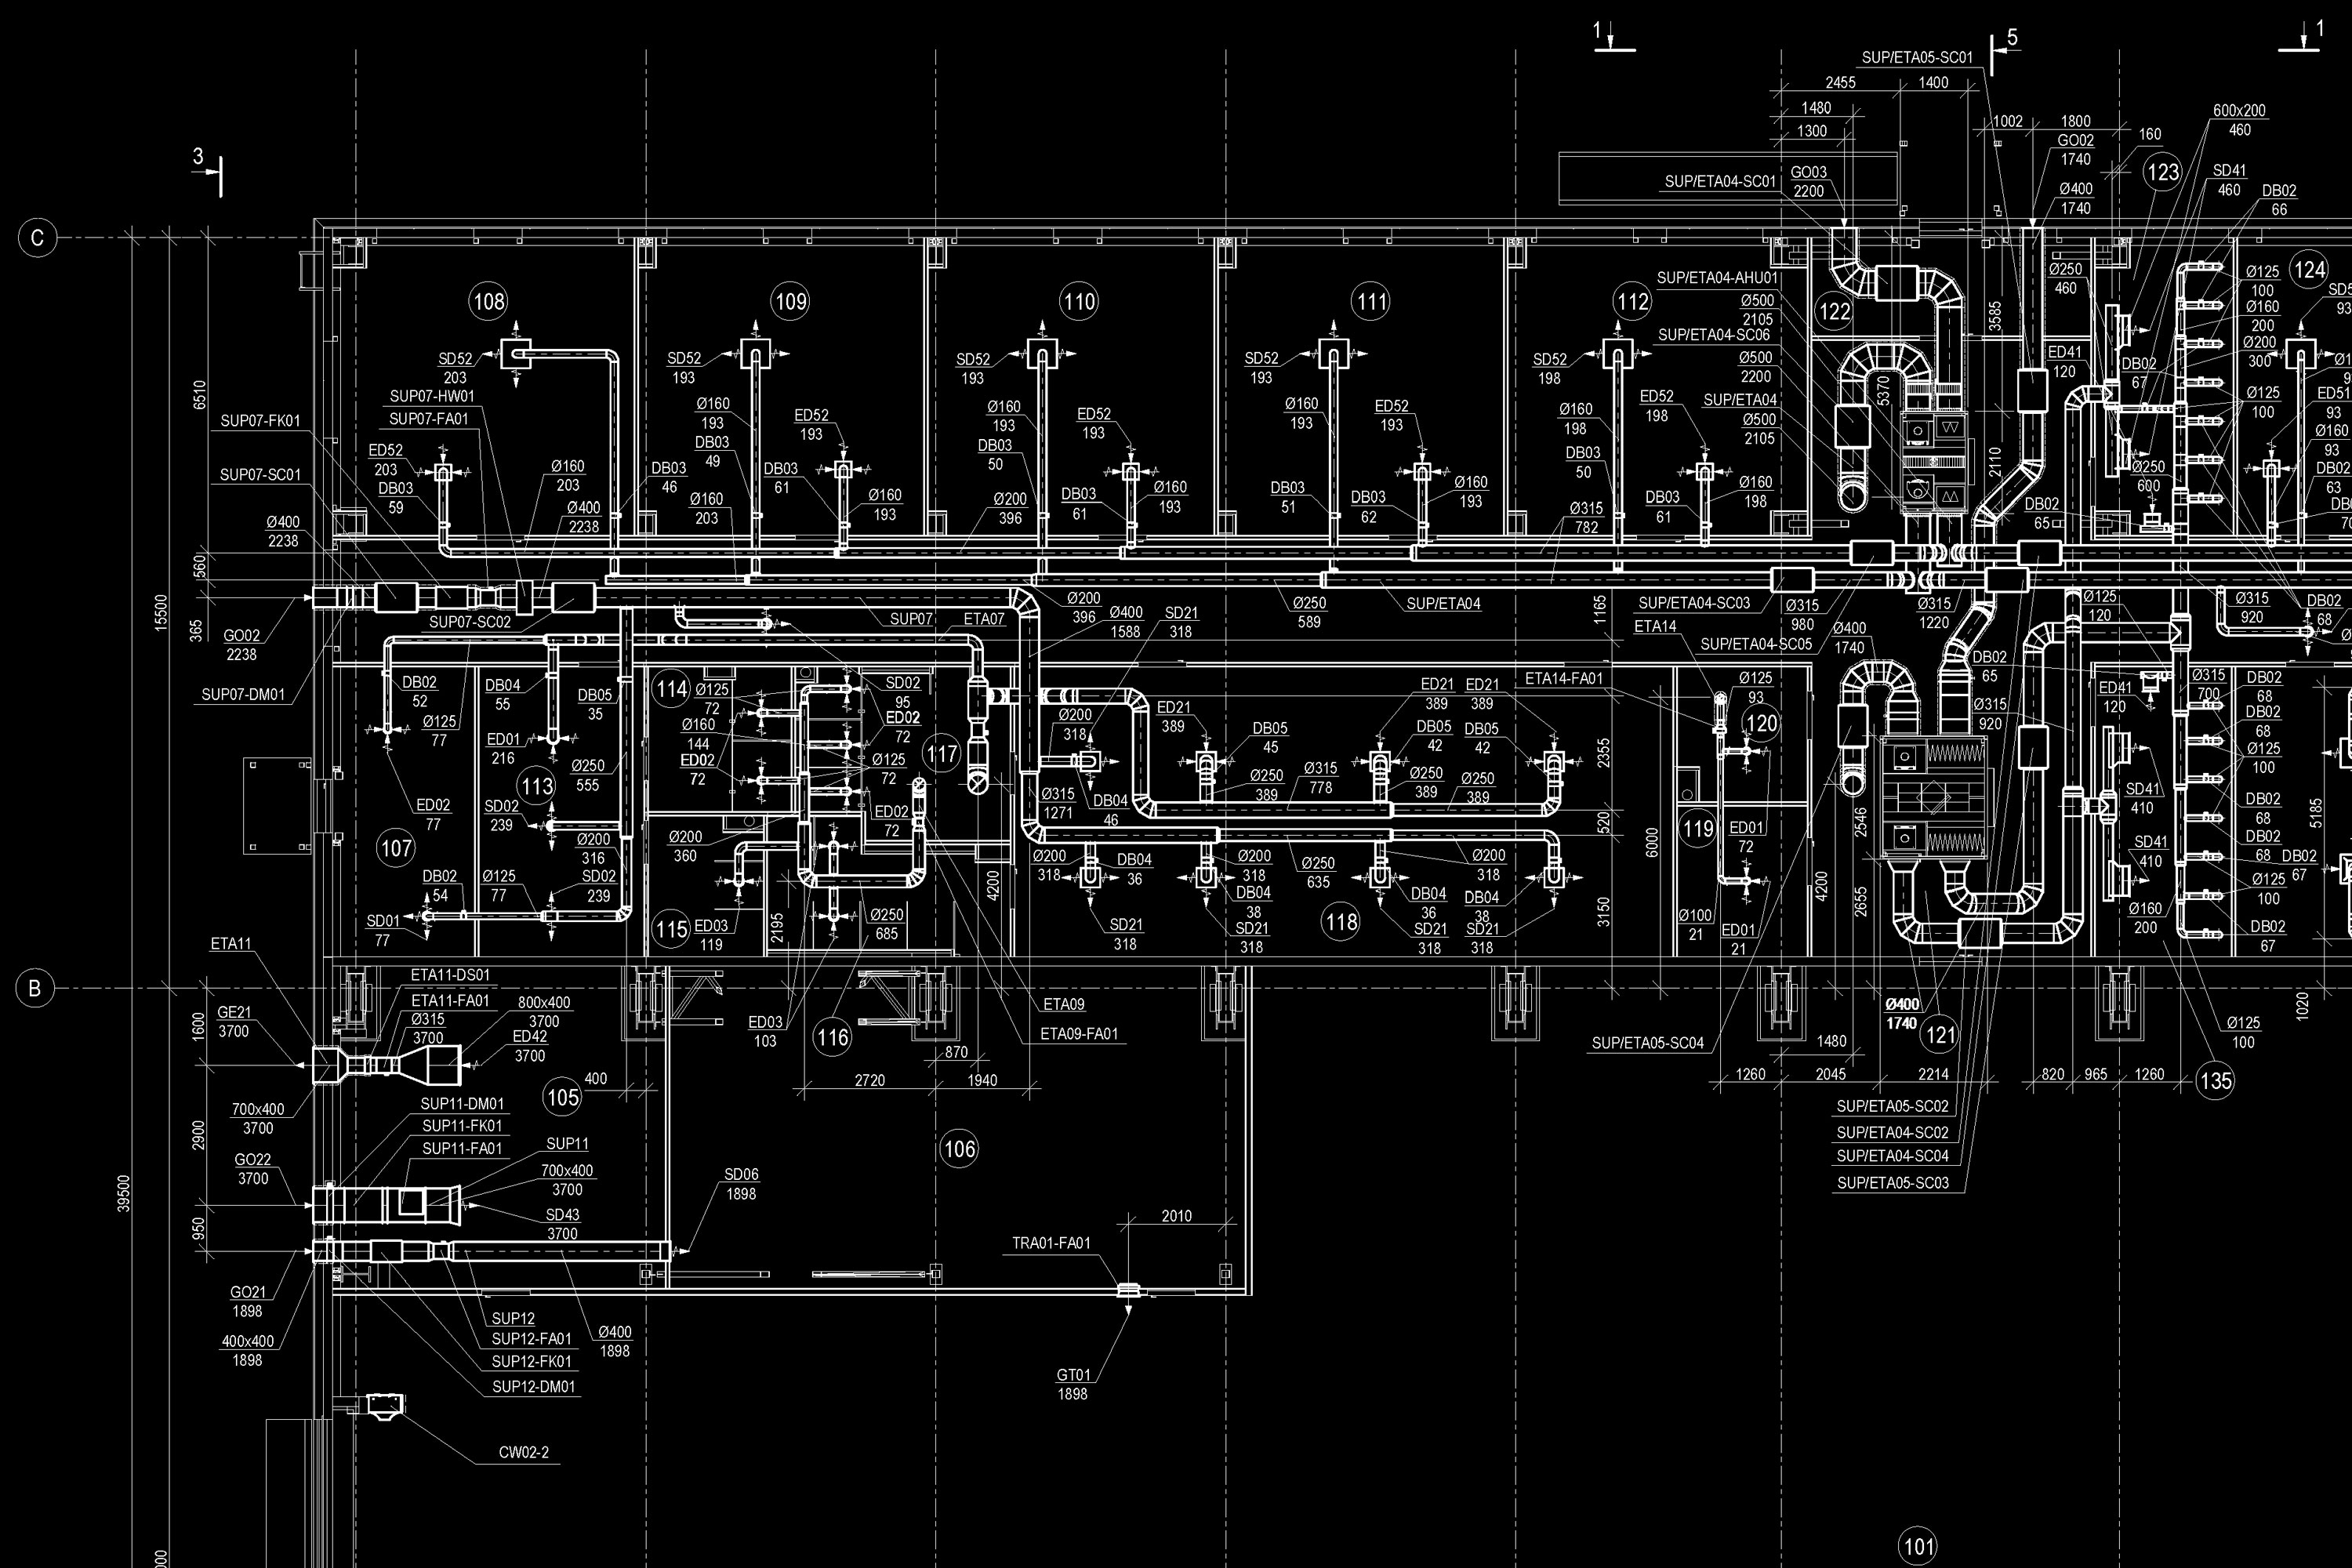 1
1
5
SUP/ETA05-SC01
2455
1400
1480
1300
1002
1800
160
600x200
460
GO02
1740
3
SUP/ETA04-SC01
GO03
2200
Ø400
1740
123
SD41
460
DB02
66
C
108
109
110
111
112
122
124
SUP/ETA04-AHU01
Ø500
2105
SUP/ETA04-SC06
Ø500
2200
SUP/ETA04
Ø500
2105
3585
5370
2110
Ø250
460
ED41
120
DB02
67
Ø125
100
Ø160
200
Ø200
300
Ø125
100
Ø250
600
DB02
65
ED51
93
Ø160
93
DB02
63
6510
SD52
203
SUP07-HW01
SUP07-FA01
SUP07-FK01
SUP07-SC01
Ø400
2238
ED52
203
DB03
59
Ø160
203
Ø400
2238
DB03
46
SD52
193
Ø160
193
DB03
49
Ø160
203
ED52
193
DB03
61
Ø160
193
SD52
193
Ø160
193
DB03
50
Ø200
396
ED52
193
DB03
61
Ø160
193
SD52
193
Ø160
193
DB03
51
ED52
193
DB03
62
Ø160
193
SD52
198
Ø160
198
DB03
50
Ø315
782
ED52
198
DB03
61
Ø160
198
560
15500
365
GO02
2238
SUP07-DM01
SUP07-SC02
SUP07
ETA07
Ø200
396
Ø400
1588
SD21
318
Ø250
589
SUP/ETA04
1165
SUP/ETA04-SC03
ETA14
Ø315
980
SUP/ETA04-SC05
Ø400
1740
Ø315
1220
Ø125
120
Ø315
920
DB02
68
DB02
65
ED41
120
Ø315
700
DB02
68
DB02
68
Ø125
100
DB02
68
DB02
68
DB02
67
Ø125
100
DB02
67
DB02
52
Ø125
77
DB04
55
ED01
216
DB05
35
Ø250
555
113
ED02
77
SD02
239
Ø200
316
SD02
239
107
DB02
54
Ø125
77
SD01
77
114
Ø125
72
Ø160
144
ED02
72
SD02
95
ED02
72
Ø125
72
117
ED02
72
Ø200
360
115
ED03
119
2195
Ø250
685
4200
Ø200
318
Ø315
1271
DB04
46
ED21
389
DB05
45
Ø250
389
Ø315
778
ED21
389
DB05
42
Ø250
389
ED21
389
DB05
42
Ø250
389
Ø200
318
DB04
36
SD21
318
Ø200
318
DB04
38
SD21
318
Ø250
635
DB04
36
SD21
318
Ø200
318
DB04
38
SD21
318
118
2355
520
3150
6000
ETA14-FA01
Ø125
93
120
119
ED01
72
Ø100
21
ED01
21
4200
2546
2655
Ø315
920
SD41
410
SD41
410
Ø160
200
5185
B
ETA11
ETA11-DS01
ETA11-FA01
GE21
3700
Ø315
3700
800x400
3700
ED42
3700
1600
700x400
3700
2900
400
105
SUP11-DM01
SUP11-FK01
SUP11-FA01
SUP11
700x400
3700
GO22
3700
SD43
3700
950
39500
GO21
1898
400x400
1898
SUP12
SUP12-FA01
SUP12-FK01
SUP12-DM01
Ø400
1898
SD06
1898
106
ED03
103
116
ETA09
ETA09-FA01
870
2720
1940
2010
TRA01-FA01
GT01
1898
CW02-2
SUP/ETA05-SC04
Ø400
1740
121
1480
1260
2045
2214
820
965
1260
135
Ø125
100
1020
SUP/ETA05-SC02
SUP/ETA04-SC02
SUP/ETA04-SC04
SUP/ETA05-SC03
101